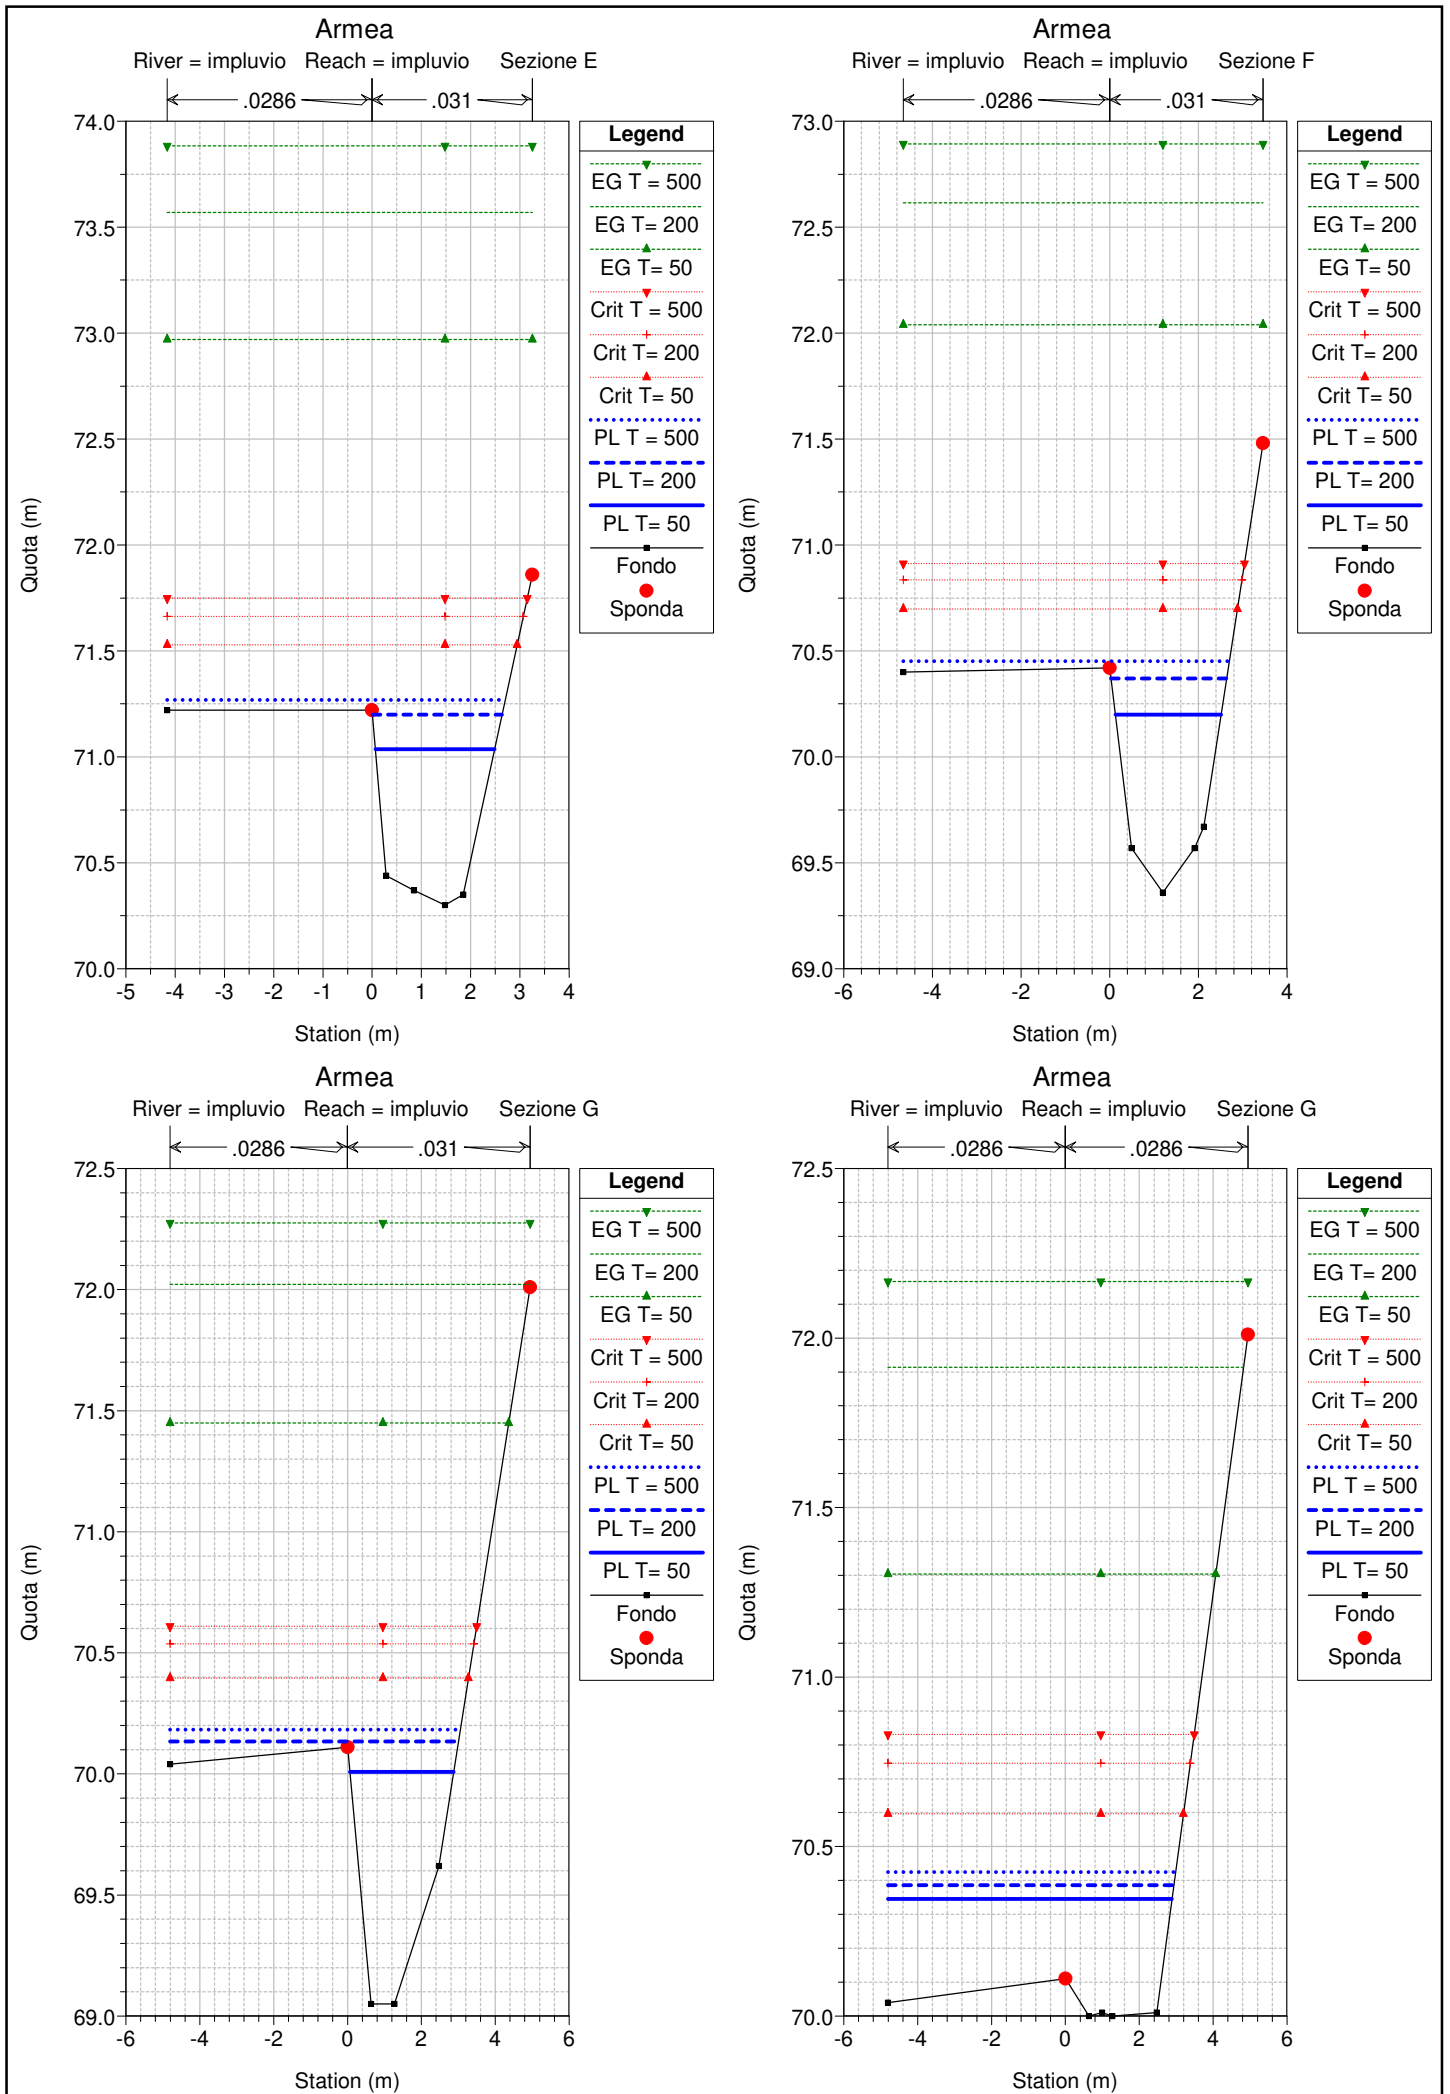 Armea
River = impluvio Reach = impluvio Sezione E
.0286 .031
74.0
73.5
73.0
72.5
72.0
71.5
71.0
70.5
70.0
-5 -4 -3 -2 -1 0 1 2 3 4
Station (m)
Quota (m)
Legend
EG T = 500
EG T= 200
EG T= 50
Crit T = 500
Crit T= 200
Crit T= 50
PL T = 500
PL T= 200
PL T= 50
Fondo
Sponda
Armea
River = impluvio Reach = impluvio Sezione F
.0286 .031
73.0
72.5
72.0
71.5
71.0
70.5
70.0
69.5
69.0
-6 -4 -2 0 2 4
Station (m)
Quota (m)
Legend
EG T = 500
EG T= 200
EG T= 50
Crit T = 500
Crit T= 200
Crit T= 50
PL T = 500
PL T= 200
PL T= 50
Fondo
Sponda
Armea
River = impluvio Reach = impluvio Sezione G
.0286 .031
72.5
72.0
71.5
71.0
70.5
70.0
69.5
69.0
-6 -4 -2 0 2 4 6
Station (m)
Quota (m)
Legend
EG T = 500
EG T= 200
EG T= 50
Crit T = 500
Crit T= 200
Crit T= 50
PL T = 500
PL T= 200
PL T= 50
Fondo
Sponda
Armea
River = impluvio Reach = impluvio Sezione G
.0286 .0286
72.5
72.0
71.5
71.0
70.5
70.0
-6 -4 -2 0 2 4 6
Station (m)
Quota (m)
Legend
EG T = 500
EG T= 200
EG T= 50
Crit T = 500
Crit T= 200
Crit T= 50
PL T = 500
PL T= 200
PL T= 50
Fondo
Sponda